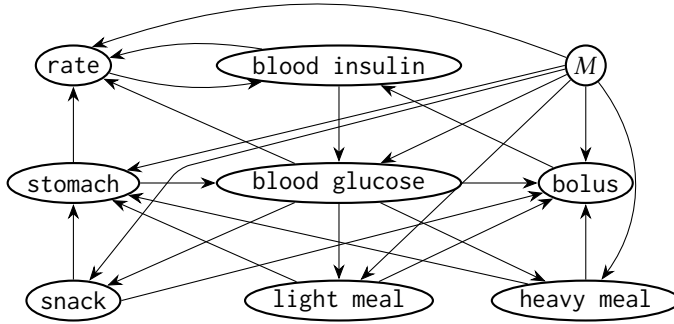 rate blood insulin M
stomach blood glucose bolus
snack light meal heavy meal